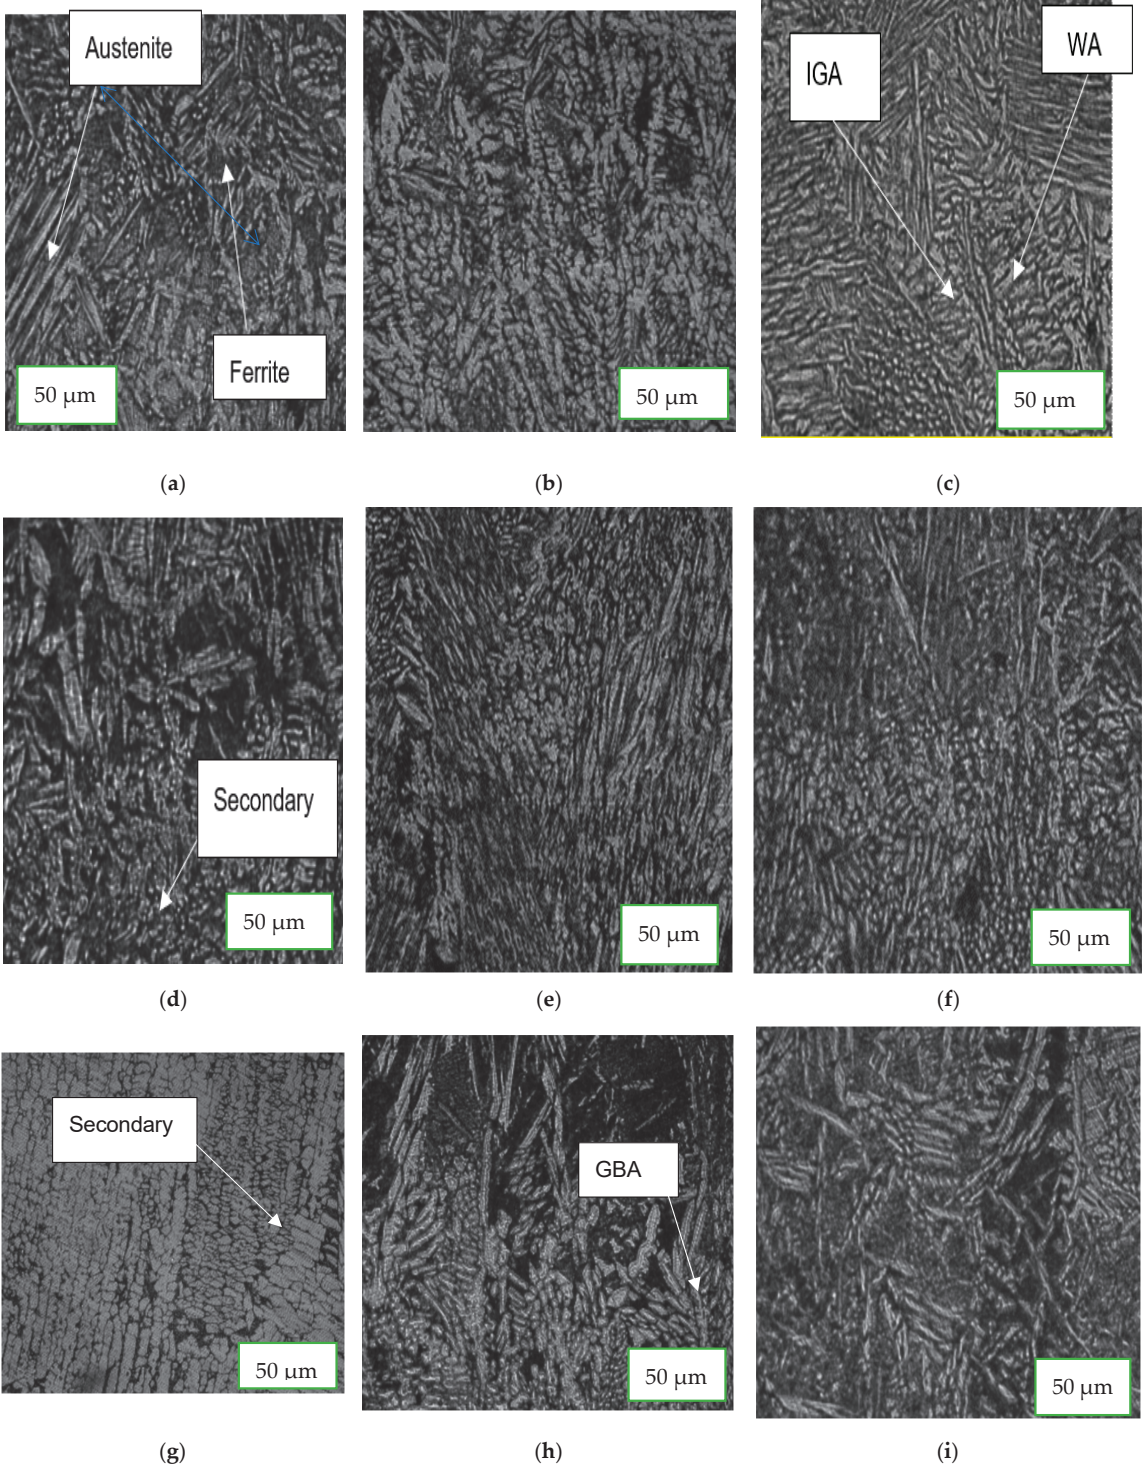 Austenite
Ferrite
50 µm
50 µm
IGA
WA
50 µm
(a)
(b)
(c)
Secondary
50 µm
50 µm
50 µm
(d)
(e)
(f)
Secondary
50 µm
GBA
50 µm
50 µm
(g)
(h)
(i)